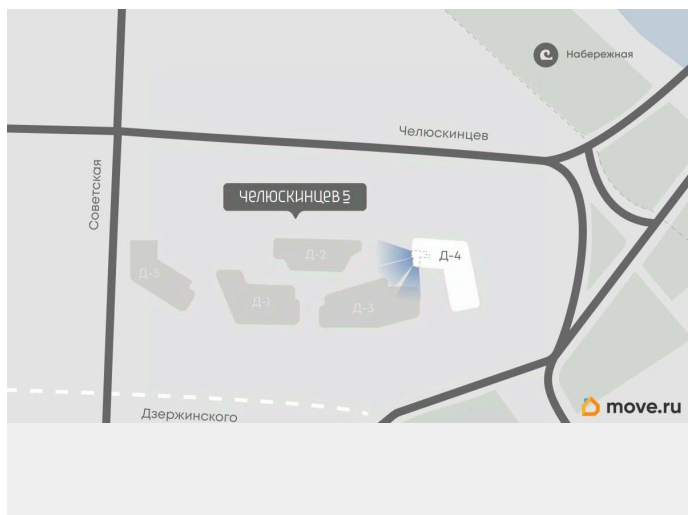 Набережная
Челюскинцев
Советская
челюскинцев 5
Д-5
Д-2
Д-4
Д-1
Д-3
Дзержинского
move.ru